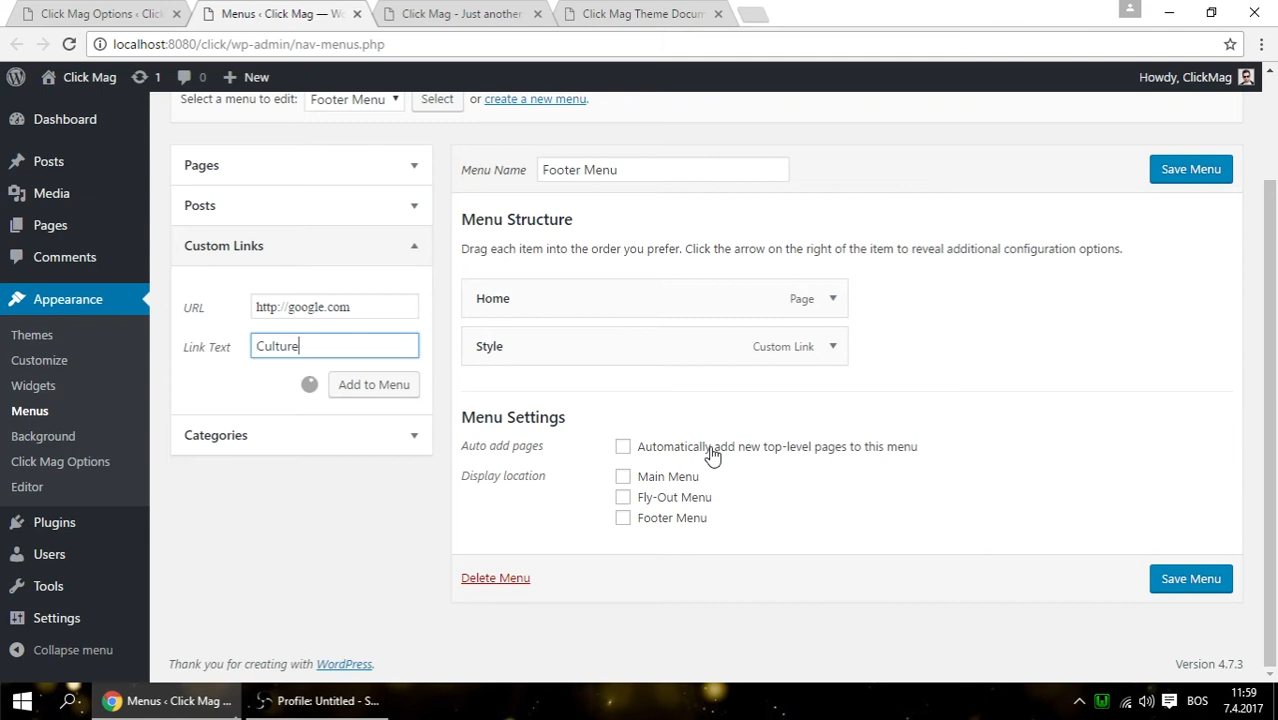 Click Mag Options ‹ Click
Menus ‹ Click Mag — Wo
Click Mag - Just another
Click Mag Theme Docum
localhost:8080/click/wp-admin/nav-menus.php
Click Mag
1
0
New
Howdy, ClickMag
Select a menu to edit:
Footer Menu
Select
or create a new menu.
Dashboard
Posts
Media
Pages
Comments
Appearance
Themes
Customize
Widgets
Menus
Background
Click Mag Options
Editor
Plugins
Users
Tools
Settings
Collapse menu
Pages
Posts
Custom Links
URL
http://google.com
Link Text
Culture
Add to Menu
Categories
Menu Name
Footer Menu
Save Menu
Menu Structure
Drag each item into the order you prefer. Click the arrow on the right of the item to reveal additional configuration options.
Home
Page
Style
Custom Link
Menu Settings
Auto add pages
Automatically add new top-level pages to this menu
Display location
Main Menu
Fly-Out Menu
Footer Menu
Delete Menu
Save Menu
Thank you for creating with WordPress.
Version 4.7.3
Menus ‹ Click Mag ...
Profile: Untitled - S...
BOS
11:59
7.4.2017